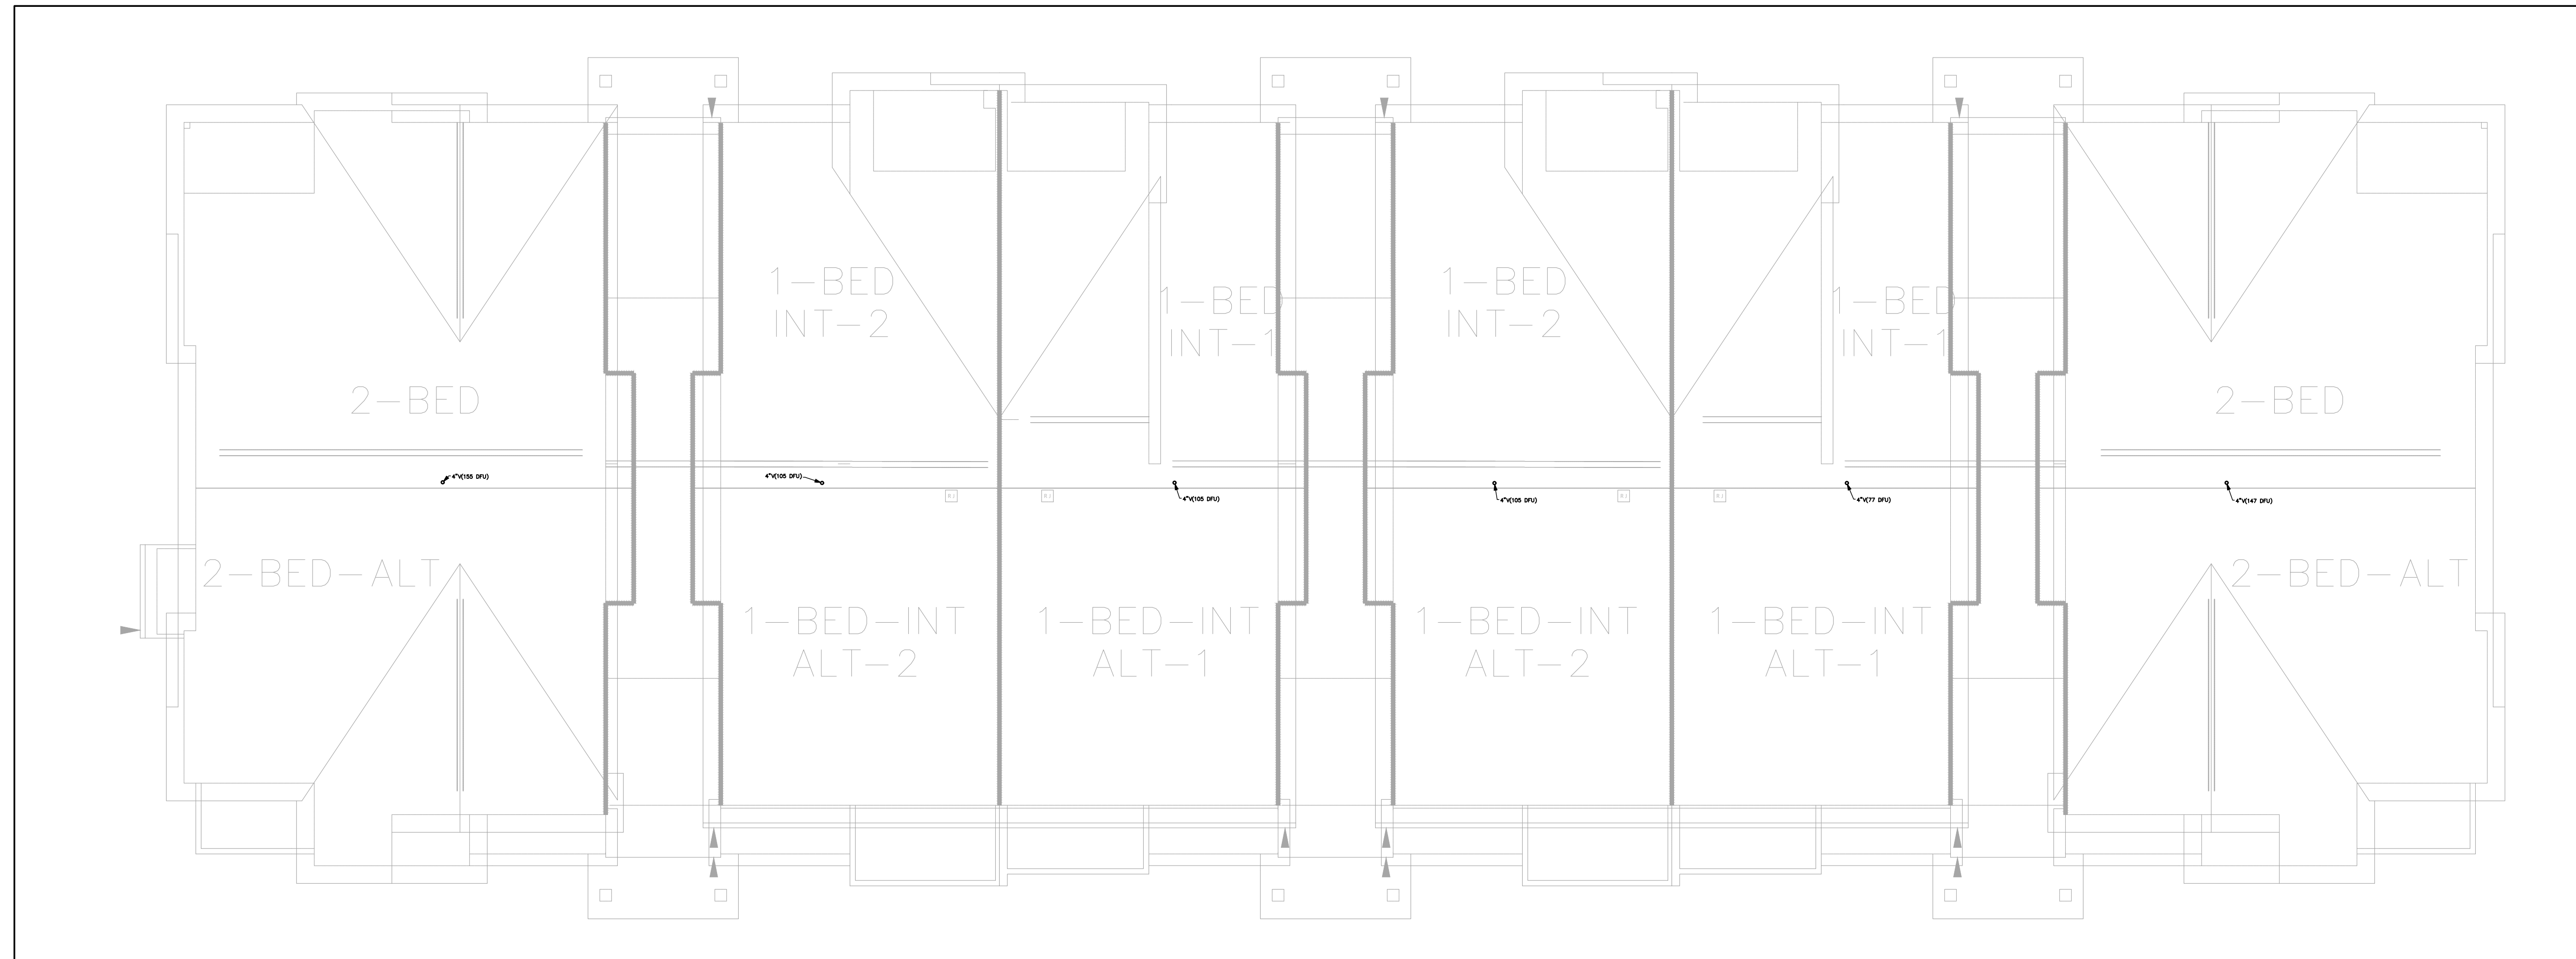 1-BED
INT-2
1-BED
INT-1
1-BED
INT-2
1-BED
INT-1
2-BED
2-BED
4"V(155 DFU)
4"V(105 DFU)
4"V(105 DFU)
4"V(105 DFU)
4"V(77 DFU)
4"V(147 DFU)
2-BED-ALT
2-BED-ALT
1-BED-INT
ALT-2
1-BED-INT
ALT-1
1-BED-INT
ALT-2
1-BED-INT
ALT-1